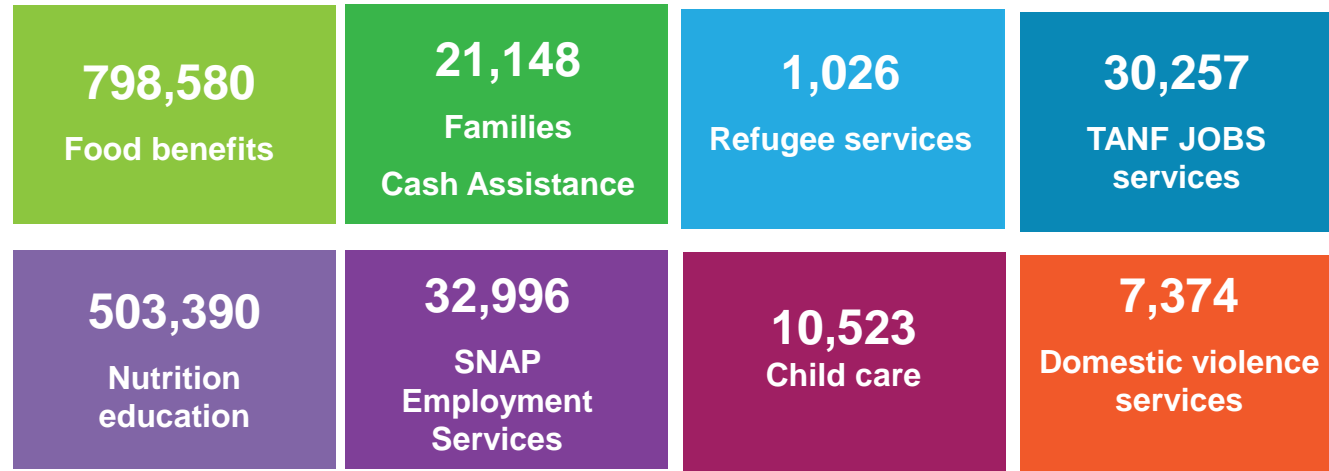 798,580
Food benefits
21,148
Families
Cash Assistance
1,026
Refugee services
30,257
TANF JOBS
services
503,390
Nutrition
education
32,996
SNAP
Employment
Services
10,523
Child care
7,374
Domestic violence
services